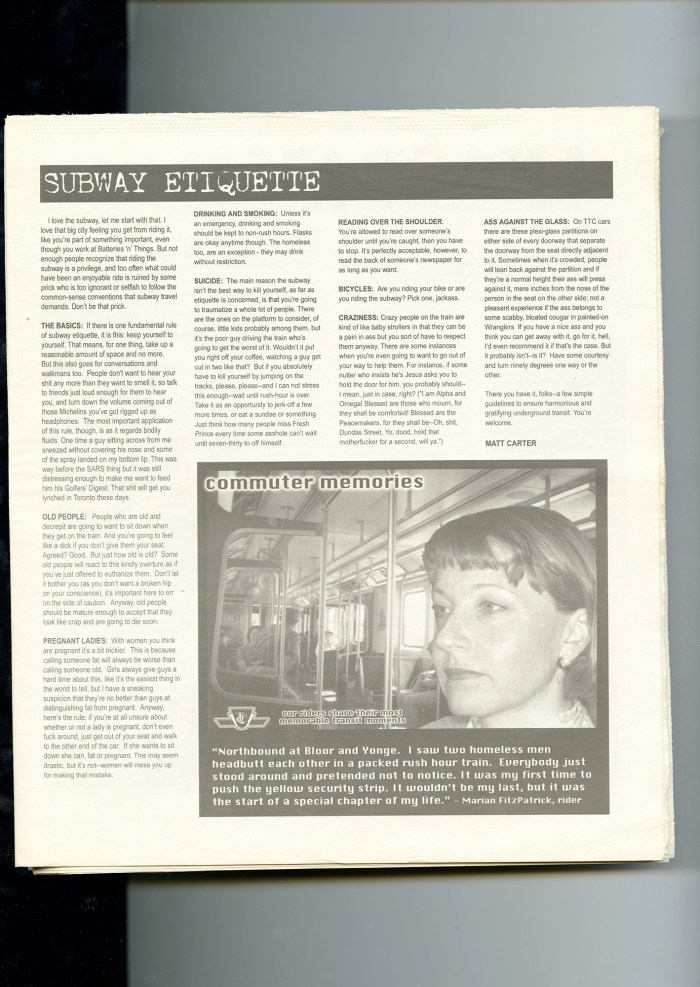 SUBWAY ETIQUETTE
I love the subway, let me start with that. I
love that big city feeling you get from riding it,
like you're part of something important, even
though you work at Batteries 'n' Things. But not
enough people recognize that riding the
subway is a privilege, and too often what could
have been an enjoyable ride is ruined by some
prick who is too ignorant or selfish to follow the
common-sense conventions that subway travel
demands. Don't be that prick.
THE BASICS: If there is one fundamental rule
of subway etiquette, it is this: keep yourself to
yourself. That means, for one thing, take up a
reasonable amount of space and no more.
But this also goes for conversations and
walkmans too. People don't want to hear your
shit any more than they want to smell it, so talk
to friends just loud enough for them to hear
you, and turn down the volume coming out of
those Michelins you've got rigged up as
headphones. The most important application
of this rule, though, is as it regards bodily
fluids. One time a guy sitting across from me
sneezed without covering his nose and some
of the spray landed on my bottom lip. This was
way before the SARS thing but it was still
distressing enough to make me want to feed
him his Golfers' Digest. That shit will get you
lynched in Toronto these days.
OLD PEOPLE: People who are old and
decrepit are going to want to sit down when
they get on the train. And you're going to feel
like a dick if you don't give them your seat.
Agreed? Good. But just how old is old? Some
old people will react to this kindly overture as if
you've just offered to euthanize them. Don't let
it bother you (as you don't want a broken hip
on your conscience), it's important here to err
on the side of caution. Anyway, old people
should be mature enough to accept that they
look like crap and are going to die soon.
PREGNANT LADIES: With women you think
are pregnant it's a bit trickier. This is because
calling someone fat will always be worse than
calling someone old. Girls always give guys a
hard time about this, like it's the easiest thing in
the world to tell, but I have a sneaking
suspicion that they're no better than guys at
distinguishing fat from pregnant. Anyway,
here's the rule: if you're at all unsure about
whether or not a lady is pregnant, don't even
fuck around, just get out of your seat and walk
to the other end of the car. If she wants to sit
down she can, fat or pregnant. This may seem
drastic, but it's not--women will mess you up
for making that mistake.
DRINKING AND SMOKING: Unless it's
an emergency, drinking and smoking
should be kept to non-rush hours. Flasks
are okay anytime though. The homeless
too, are an exception - they may drink
without restriction.
SUICIDE: The main reason the subway
isn't the best way to kill yourself, as far as
etiquette is concerned, is that you're going
to traumatize a whole lot of people. There
are the ones on the platform to consider, of
course, little kids probably among them, but
it's the poor guy driving the train who's
going to get the worst of it. Wouldn't it put
you right off your coffee, watching a guy get
cut in two like that? But if you absolutely
have to kill yourself by jumping on the
tracks, please, please--and I can not stress
this enough--wait until rush-hour is over.
Take it as an opportunity to jerk-off a few
more times, or eat a sundae or something.
Just think how many people miss Fresh
Prince every time some asshole can't wait
until seven-thirty to off himself.
READING OVER THE SHOULDER:
You're allowed to read over someone's
shoulder until you're caught, then you have
to stop. It's perfectly acceptable, however, to
read the back of someone's newspaper for
as long as you want.
BICYCLES: Are you riding your bike or are
you riding the subway? Pick one, jackass.
CRAZINESS: Crazy people on the train are
kind of like baby strollers in that they can be
a pain in ass but you sort of have to respect
them anyway. There are some instances
when you're even going to want to go out of
your way to help them. For instance, if some
nutter who insists he's Jesus asks you to
hold the door for him, you probably should--
I mean, just in case, right? ("I am Alpha and
Omega! Blessed are those who mourn, for
they shall be comforted! Blessed are the
Peacemakers, for they shall be--Oh, shit,
Dundas Street. Yo, dood, hold that
motherfucker for a second, will ya.")
ASS AGAINST THE GLASS: On TTC cars
there are these plexi-glass partitions on
either side of every doorway that separate
the doorway from the seat directly adjacent
to it. Sometimes when it's crowded, people
will lean back against the partition and if
they're a normal height their ass will press
against it, mere inches from the nose of the
person in the seat on the other side; not a
pleasant experience if the ass belongs to
some scabby, bloated cougar in painted-on
Wranglers. If you have a nice ass and you
think you can get away with it, go for it; hell,
I'd even recommend it if that's the case. But
it probably isn't--is it? Have some courtesy
and turn ninety degrees one way or the
other.
There you have it, folks--a few simple
guidelines to ensure harmonious and
gratifying underground transit. You're
welcome.
MATT CARTER
commuter memories
our riders share their most
memorable transit moments
"Northbound at Bloor and Yonge. I saw two homeless men
headbutt each other in a packed rush hour train. Everybody just
stood around and pretended not to notice. It was my first time to
push the yellow security strip. It wouldn't be my last, but it was
the start of a special chapter of my life." - Marian FitzPatrick, rider